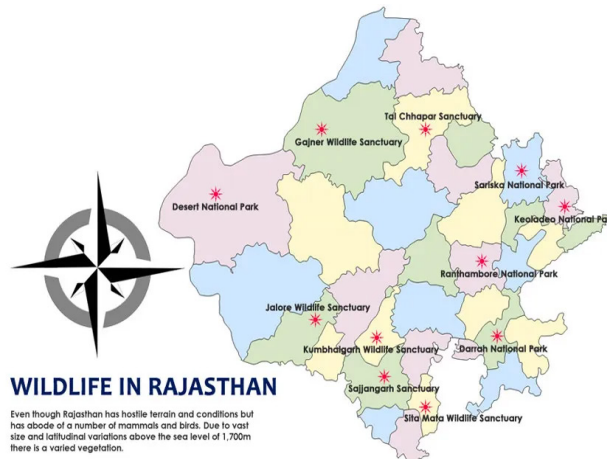 Tal Chhapar Sanctuary
Gajner Wildlife Sanctuary
Sariska National Park
Desert National Park
Keoladeo National Pa
Ranthambore National Park
Jalore Wildlife Sanctuary
Kumbhalgarh Wildlife Sanctuary
Darrah National Park
Sajjangarh Sanctuary
Sita Mata Wildlife Sanctuary
WILDLIFE IN RAJASTHAN
Even though Rajasthan has hostile terrain and conditions but
has abode of a number of mammals and birds. Due to vast
size and latitudinal variations above the sea level of 1,700m
there is a varied vegetation.